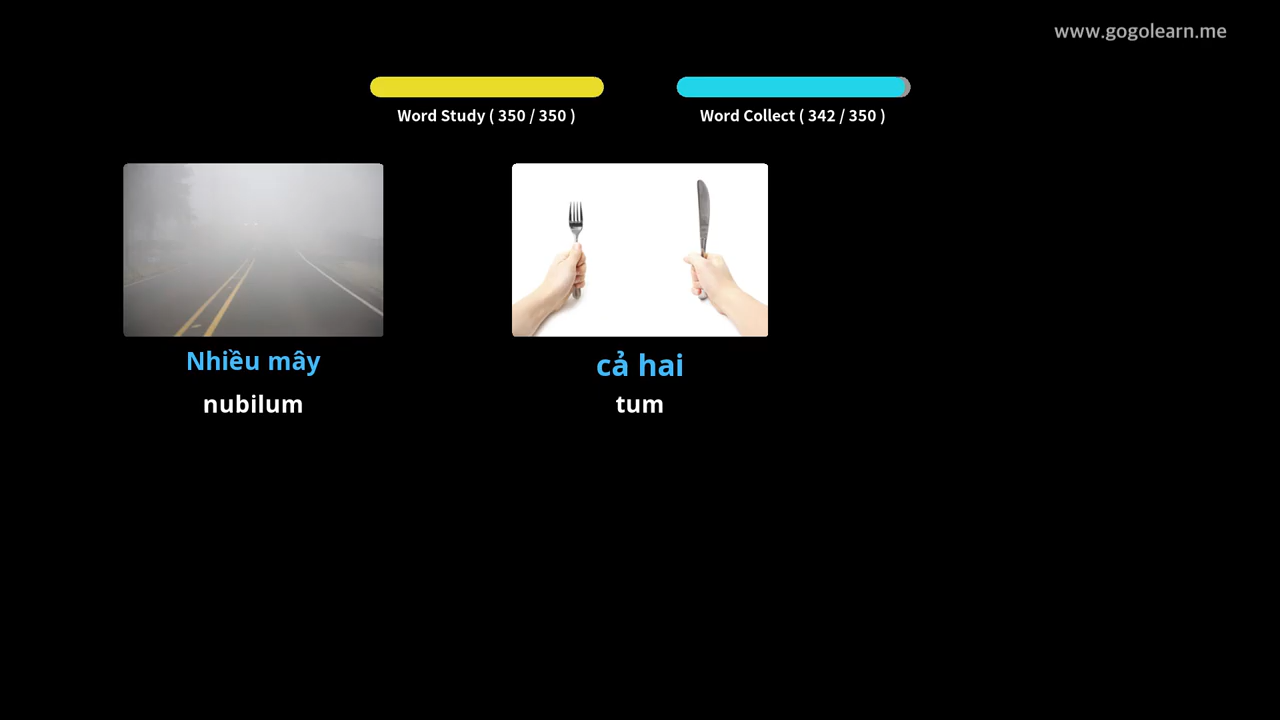 www.gogolearn.me
Word Study ( 350 / 350 )
Word Collect ( 342 / 350 )
Nhiều mây
nubilum
cả hai
tum